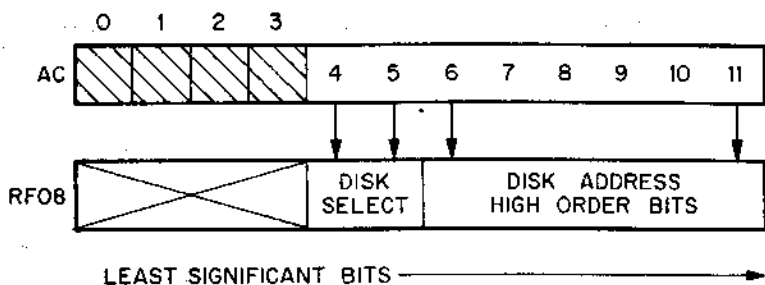 0 1 2 3
AC 4 5 6 7 8 9 10 11
RF08 DISK SELECT DISK ADDRESS HIGH ORDER BITS
LEAST SIGNIFICANT BITS